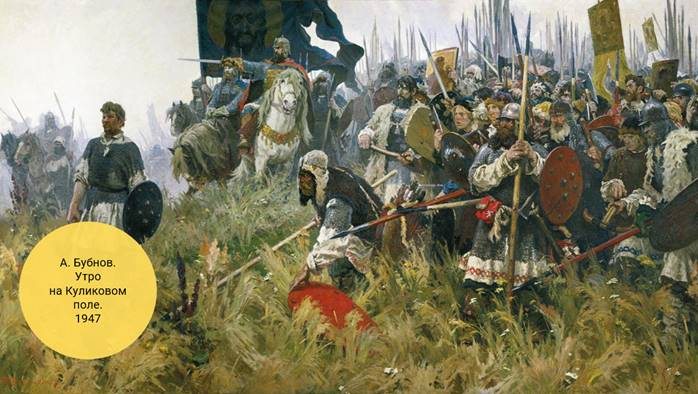 А. Бубнов.
Утро
на Куликовом
поле.
1947